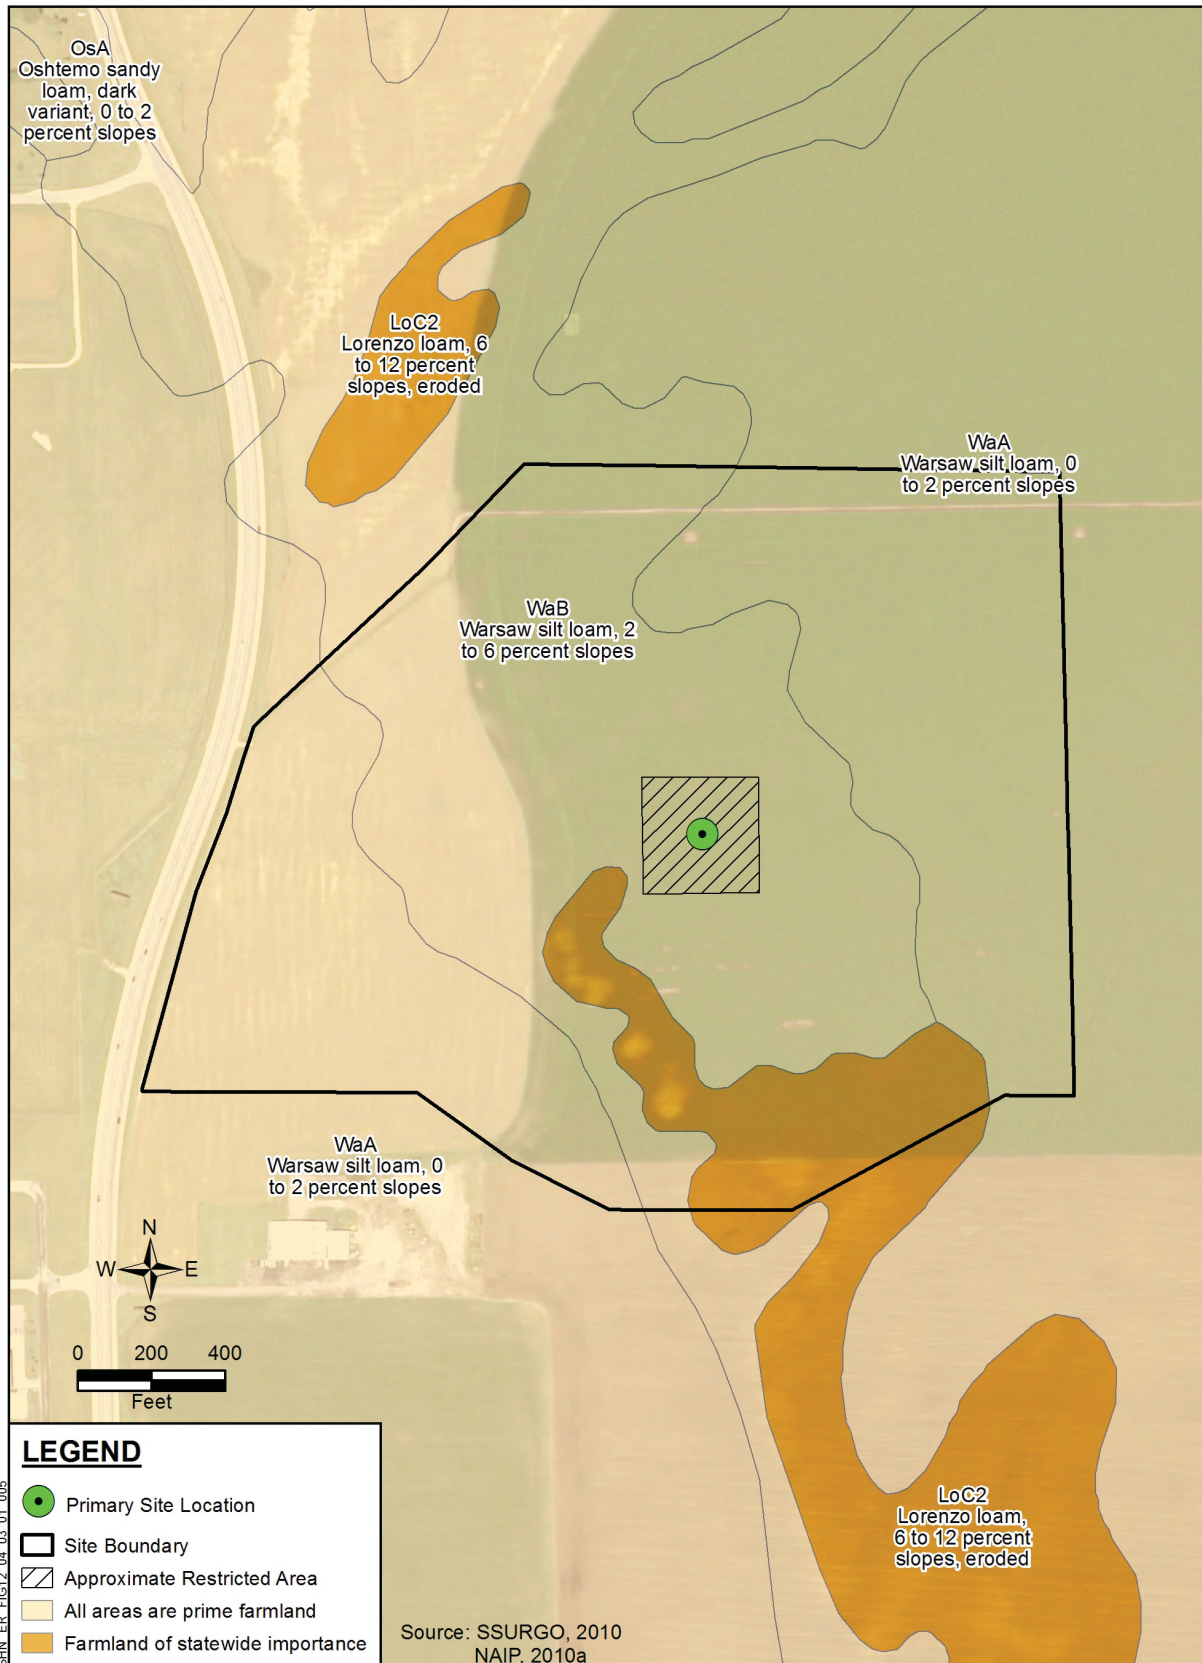 OsA
Oshtemo sandy
loam, dark
variant, 0 to 2
percent slopes
LoC2
Lorenzo loam, 6
to 12 percent
slopes, eroded
WaA
Warsaw silt loam, 0
to 2 percent slopes
WaB
Warsaw silt loam, 2
to 6 percent slopes
WaA
Warsaw silt loam, 0
to 2 percent slopes
N
W E
S
0 200 400
Feet
LoC2
Lorenzo loam,
6 to 12 percent
slopes, eroded
LEGEND
Primary Site Location
Site Boundary
Approximate Restricted Area
All areas are prime farmland
Farmland of statewide importance
Source: SSURGO, 2010
NAIP, 2010a